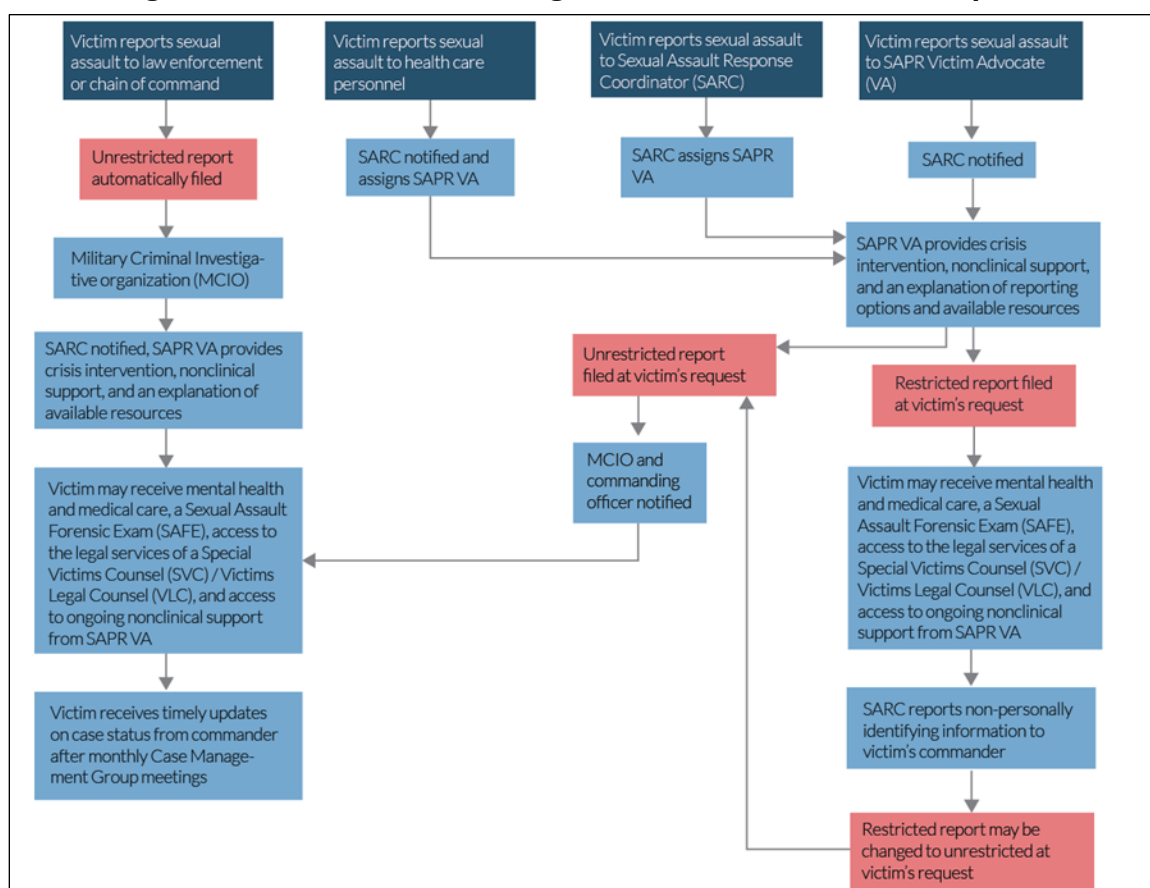 Victim reports sexual
assault to law enforcement
or chain of command
Victim reports sexual
assault to health care
personnel
Victim reports sexual assault
to Sexual Assault Response
Coordinator (SARC)
Victim reports sexual assault
to SAPR Victim Advocate
(VA)
Unrestricted report
automatically filed
SARC notified and
assigns SAPR VA
SARC assigns SAPR
VA
SARC notified
Military Criminal Investiga-
tive organization (MCIO)
SAPR VA provides crisis
intervention, nonclinical support,
and an explanation of reporting
options and available resources
SARC notified, SAPR VA provides
crisis intervention, nonclinical
support, and an explanation of
available resources
Unrestricted report
filed at victim's request
Restricted report filed
at victim's request
MCIO and
commanding
officer notified
Victim may receive mental health
and medical care, a Sexual Assault
Forensic Exam (SAFE), access to
the legal services of a Special
Victims Counsel (SVC) / Victims
Legal Counsel (VLC), and access
to ongoing nonclinical support
from SAPR VA
Victim may receive mental health
and medical care, a Sexual
Assault Forensic Exam (SAFE),
access to the legal services of a
Special Victims Counsel (SVC) /
Victims Legal Counsel (VLC), and
access to ongoing nonclinical
support from SAPR VA
Victim receives timely updates
on case status from commander
after monthly Case Manage-
ment Group meetings
SARC reports non-personally
identifying information to
victim's commander
Restricted report may be
changed to unrestricted at
victim's request